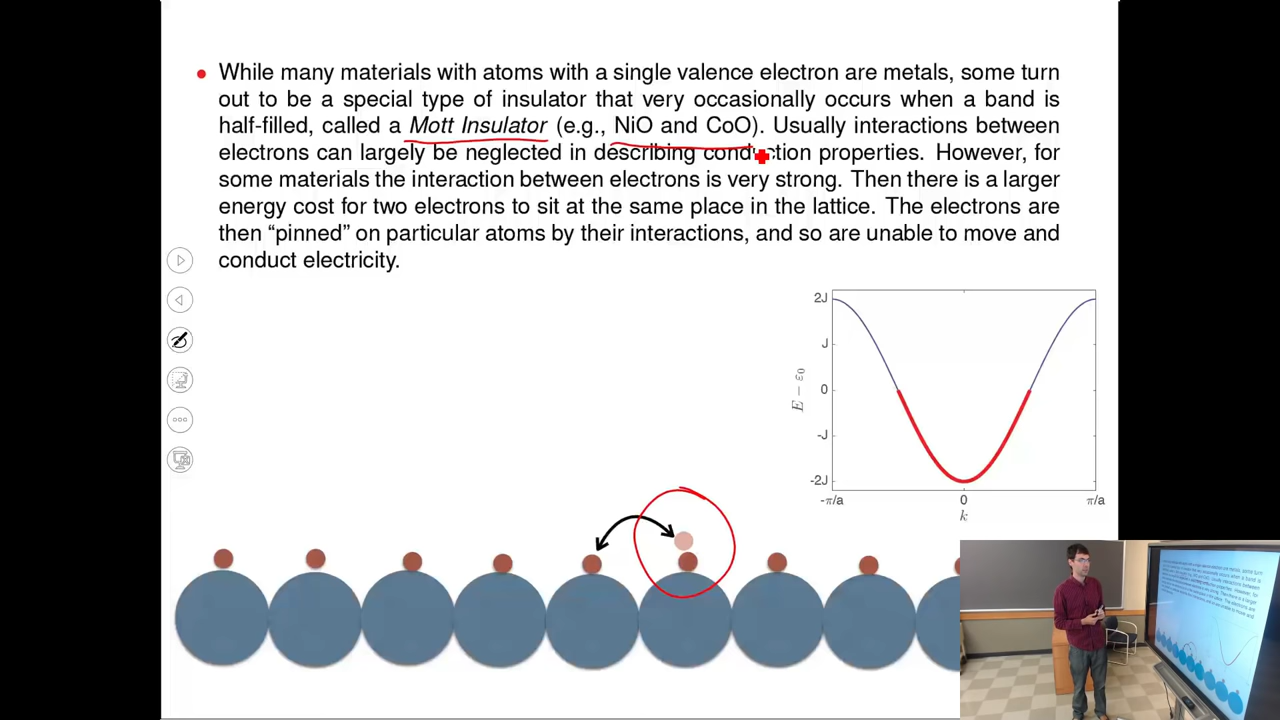 While many materials with atoms with a single valence electron are metals, some turn
out to be a special type of insulator that very occasionally occurs when a band is
half-filled, called a Mott Insulator (e.g., NiO and CoO). Usually interactions between
electrons can largely be neglected in describing conduction properties. However, for
some materials the interaction between electrons is very strong. Then there is a larger
energy cost for two electrons to sit at the same place in the lattice. The electrons are
then “pinned” on particular atoms by their interactions, and so are unable to move and
conduct electricity.
2J
J
0
-J
-2J
E − ε₀
-π/a
0
π/a
k